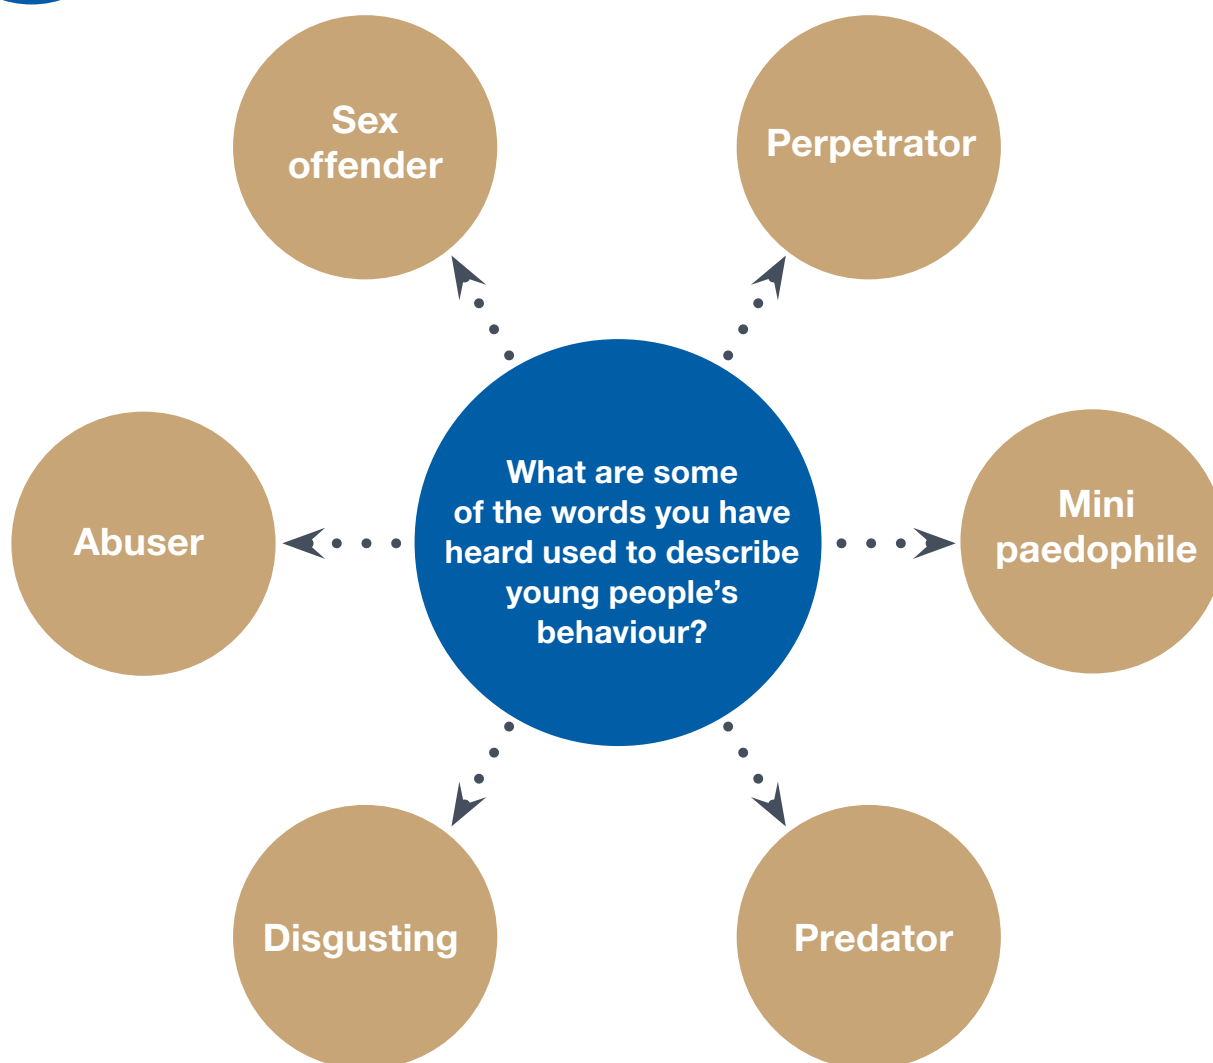 Sex
offender
Perpetrator
Abuser
What are some
of the words you have
heard used to describe
young people’s
behaviour?
Mini
paedophile
Disgusting
Predator